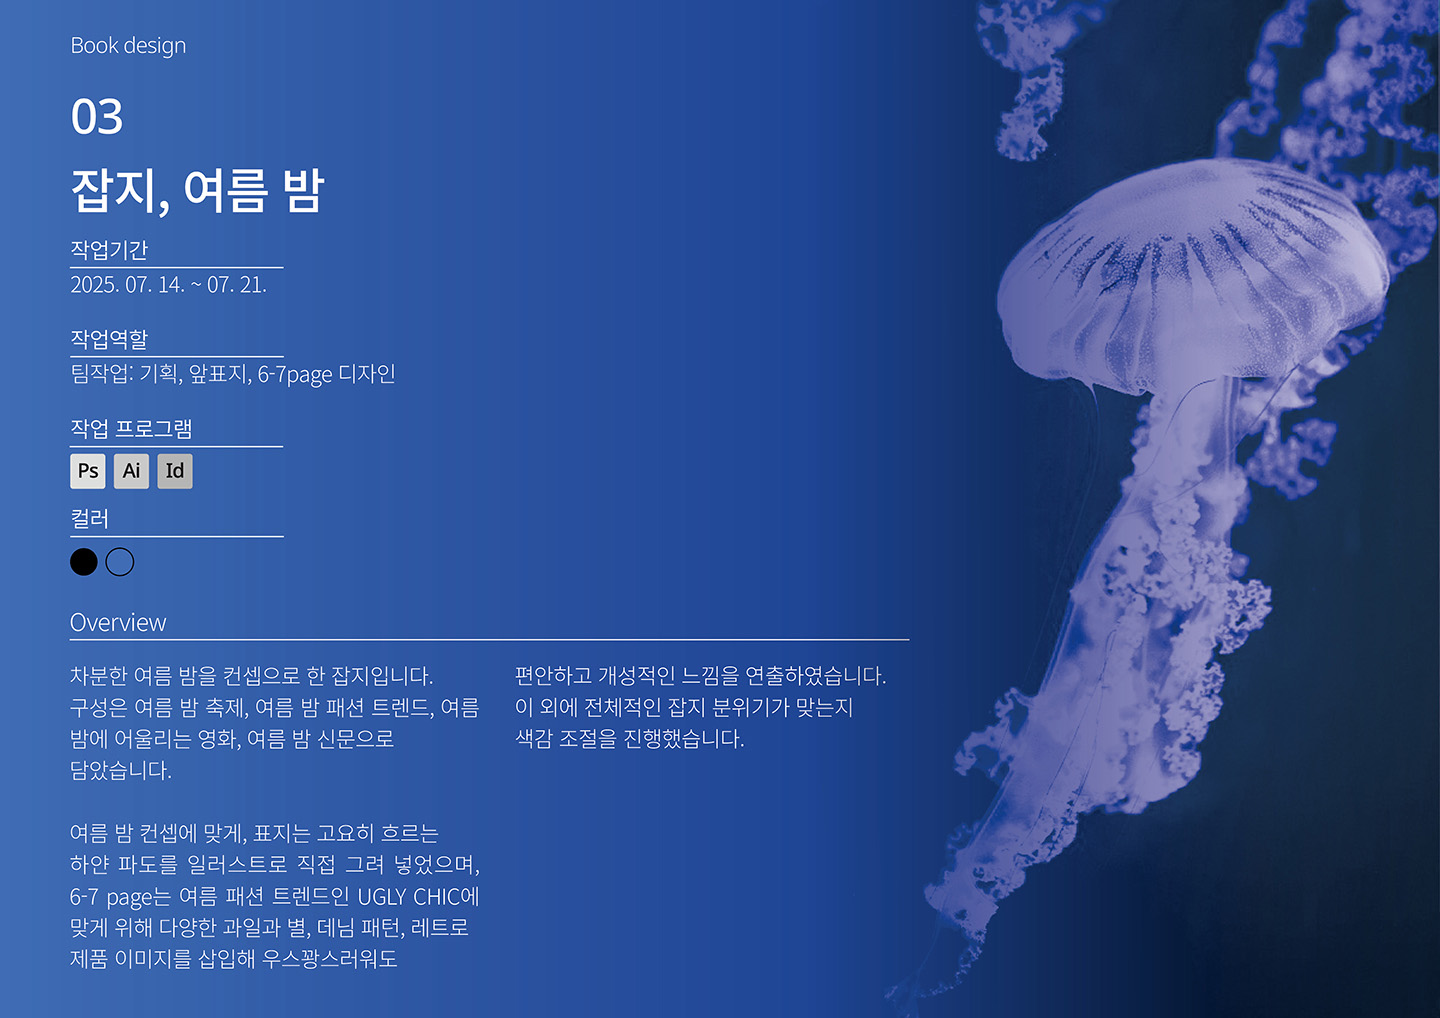 Book design
03
잡지, 여름 밤
작업기간
2025. 07. 14. ~ 07. 21.
작업역할
팀작업: 기획, 앞표지, 6-7page 디자인
작업 프로그램
Ps Ai Id
컬러
Overview
차분한 여름 밤을 컨셉으로 한 잡지입니다.
구성은 여름 밤 축제, 여름 밤 패션 트렌드, 여름
밤에 어울리는 영화, 여름 밤 신문으로
담았습니다.
여름 밤 컨셉에 맞게, 표지는 고요히 흐르는
하얀 파도를 일러스트로 직접 그려 넣었으며,
6-7 page는 여름 패션 트렌드인 UGLY CHIC에
맞게 위해 다양한 과일과 별, 데님 패턴, 레트로
제품 이미지를 삽입해 우스꽝스러워도
편안하고 개성적인 느낌을 연출하였습니다.
이 외에 전체적인 잡지 분위기가 맞는지
색감 조절을 진행했습니다.